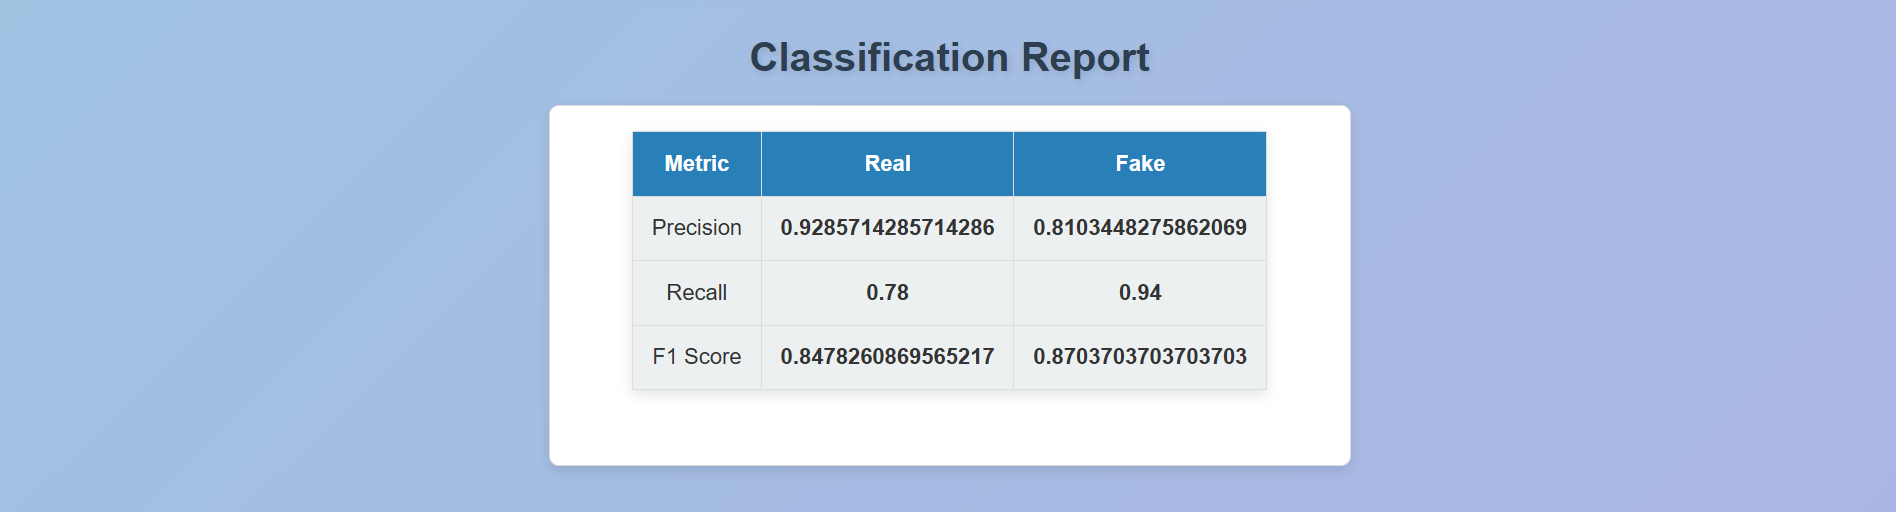 Classification Report
Metric Real Fake
Precision 0.9285714285714286 0.8103448275862069
Recall 0.78 0.94
F1 Score 0.8478260869565217 0.8703703703703703